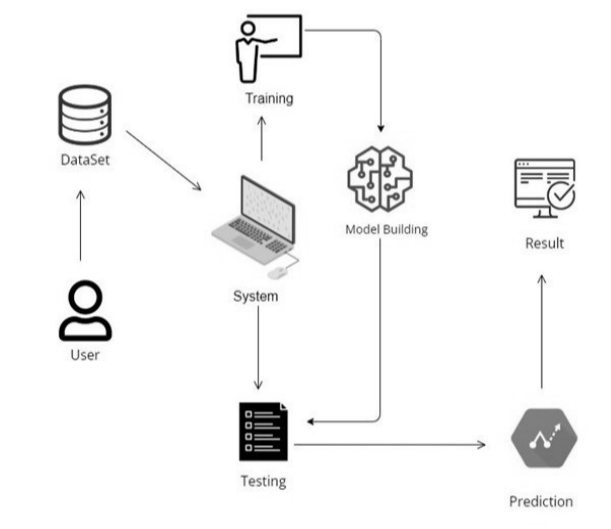 Training
DataSet
Model Building
Result
System
User
Testing
Prediction